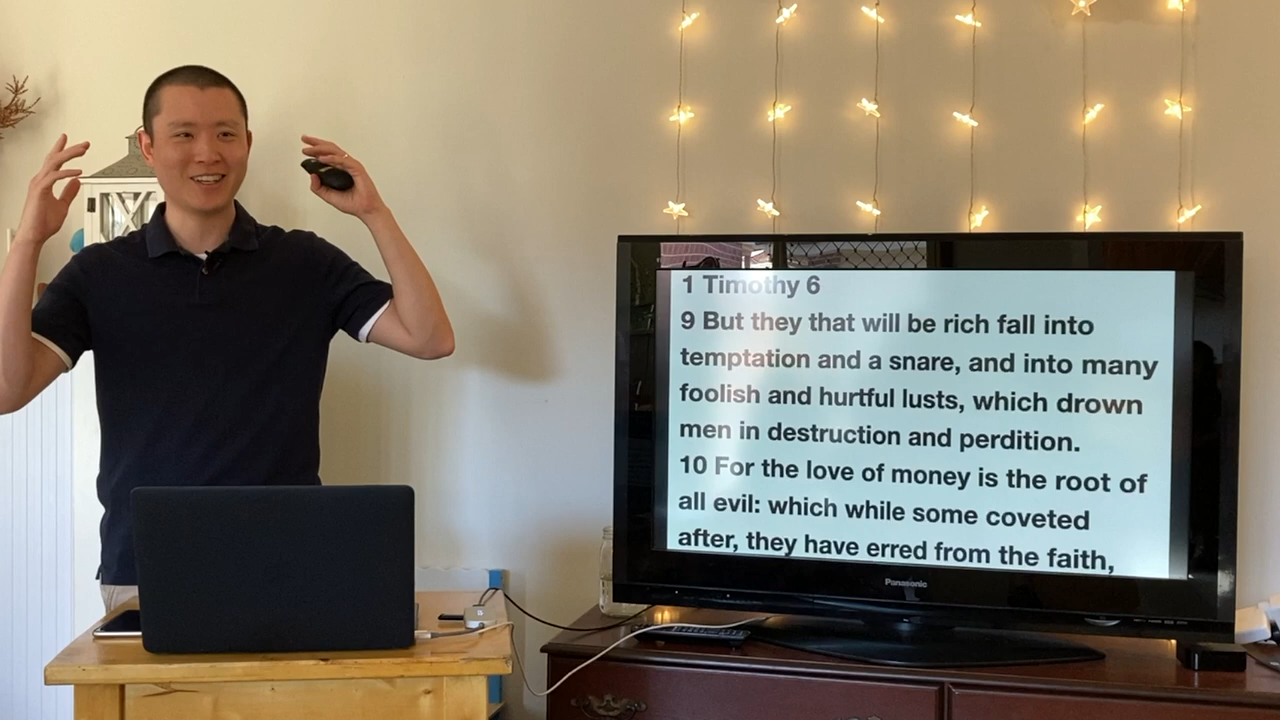 1 Timothy 6
9 But they that will be rich fall into
temptation and a snare, and into many
foolish and hurtful lusts, which drown
men in destruction and perdition.
10 For the love of money is the root of
all evil: which while some coveted
after, they have erred from the faith,
Panasonic